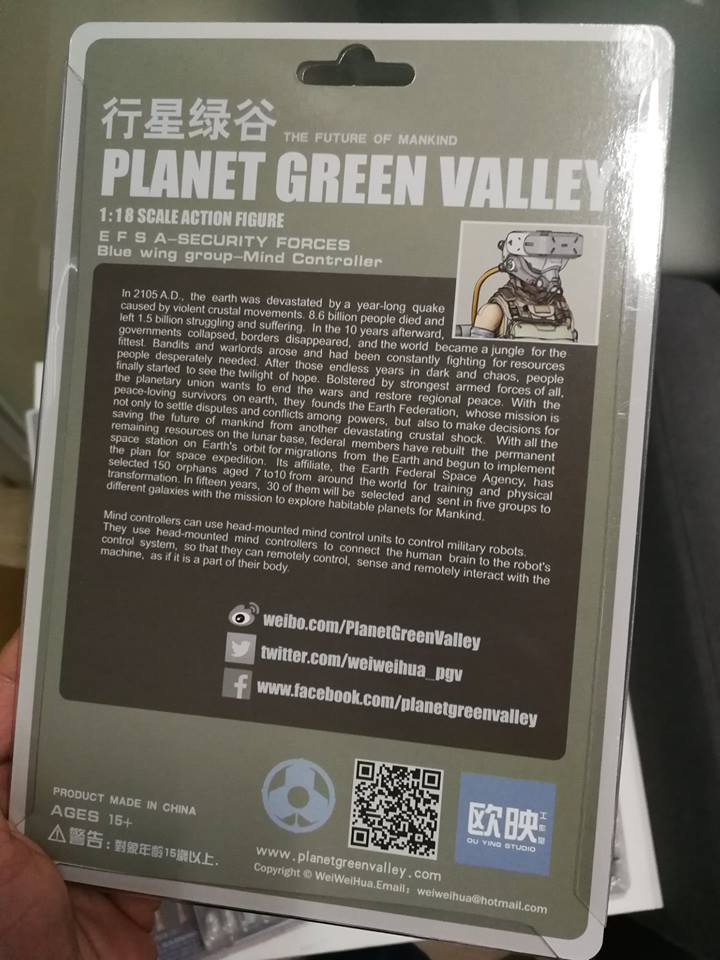 行星绿谷 THE FUTURE OF MANKIND
PLANET GREEN VALLEY
1:18 SCALE ACTION FIGURE
E F S A-SECURITY FORCES
Blue wing group-Mind Controller
In 2105 A.D., the earth was devastated by a year-long quake
caused by violent crustal movements. 8.6 billion people died and
left 1.5 billion struggling and suffering. In the 10 years afterward,
governments collapsed, borders disappeared, and the world became a jungle for the
fittest. Bandits and warlords arose and had been constantly fighting for resources
people desperately needed. After those endless years in dark and chaos, people
finally started to see the twilight of hope. Bolstered by strongest armed forces of all,
the planetary union wants to end the wars and restore regional peace. With the
peace-loving survivors on earth, they founds the Earth Federation, whose mission is
not only to settle disputes and conflicts among powers, but also to make decisions for
saving the future of mankind from another devastating crustal shock. With all the
remaining resources on the lunar base, federal members have rebuilt the permanent
space station on Earth's orbit for migrations from the Earth and begun to implement
the plan for space expedition. Its affiliate, the Earth Federal Space Agency, has
selected 150 orphans aged 7 to10 from around the world for training and physical
transformation. In fifteen years, 30 of them will be selected and sent in five groups to
different galaxies with the mission to explore habitable planets for Mankind.
Mind controllers can use head-mounted mind control units to control military robots.
They use head-mounted mind controllers to connect the human brain to the robot's
control system, so that they can remotely control, sense and remotely interact with the
machine, as if it is a part of their body.
weibo.com/PlanetGreenValley
twitter.com/weiweihua_pgv
www.facebook.com/planetgreenvalley
PRODUCT MADE IN CHINA
AGES 15+
警告:對象年齡15歲以上.
欧映工作室
OU YING STUDIO
www.planetgreenvalley.com
Copyright © WeiWeiHua.Email: weiweihua@hotmail.com